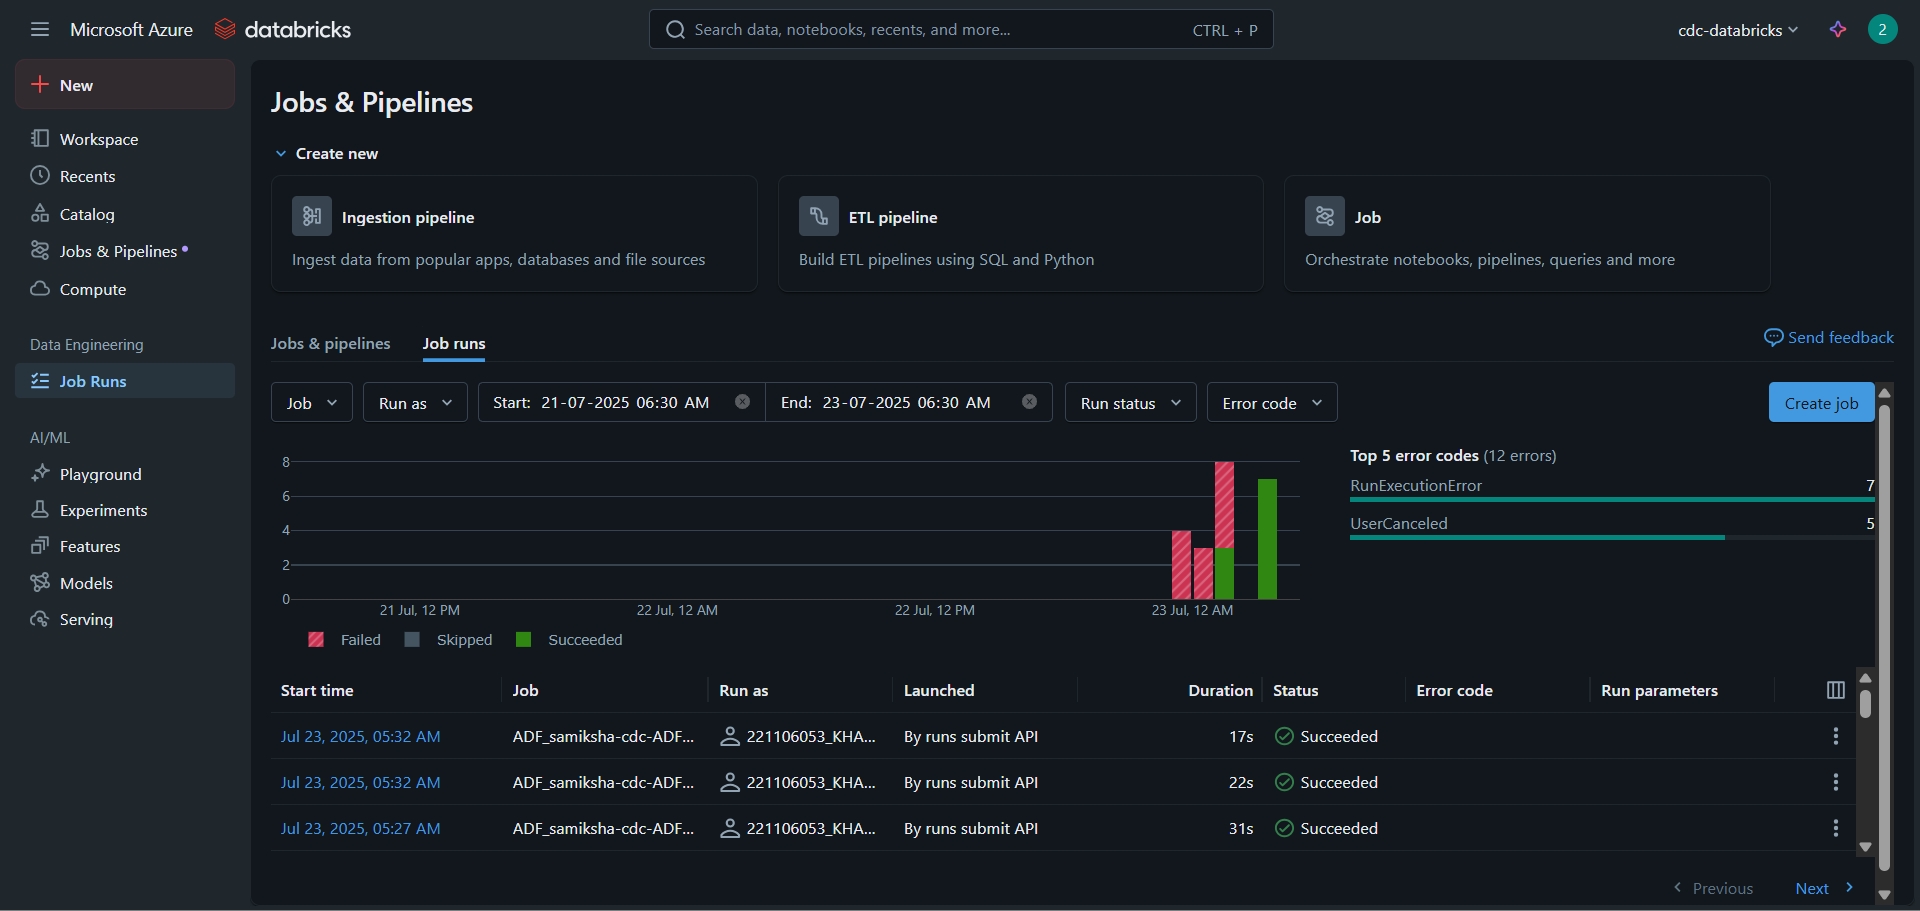 Microsoft Azure databricks
Search data, notebooks, recents, and more... CTRL + P
cdc-databricks
2
New
Workspace
Recents
Catalog
Jobs & Pipelines
Compute
Data Engineering
Job Runs
AI/ML
Playground
Experiments
Features
Models
Serving
Jobs & Pipelines
Create new
Ingestion pipeline
Ingest data from popular apps, databases and file sources
ETL pipeline
Build ETL pipelines using SQL and Python
Job
Orchestrate notebooks, pipelines, queries and more
Jobs & pipelines Job runs
Send feedback
Job Run as Start: 21-07-2025 06:30 AM End: 23-07-2025 06:30 AM Run status Error code
Create job
8
6
4
2
0
21 Jul, 12 PM 22 Jul, 12 AM 22 Jul, 12 PM 23 Jul, 12 AM
Failed Skipped Succeeded
Top 5 error codes (12 errors)
RunExecutionError 7
UserCanceled 5
Start time Job Run as Launched Duration Status Error code Run parameters
Jul 23, 2025, 05:32 AM ADF_samiksha-cdc-ADF... 221106053_KHA... By runs submit API 17s Succeeded
Jul 23, 2025, 05:32 AM ADF_samiksha-cdc-ADF... 221106053_KHA... By runs submit API 22s Succeeded
Jul 23, 2025, 05:27 AM ADF_samiksha-cdc-ADF... 221106053_KHA... By runs submit API 31s Succeeded
Previous Next